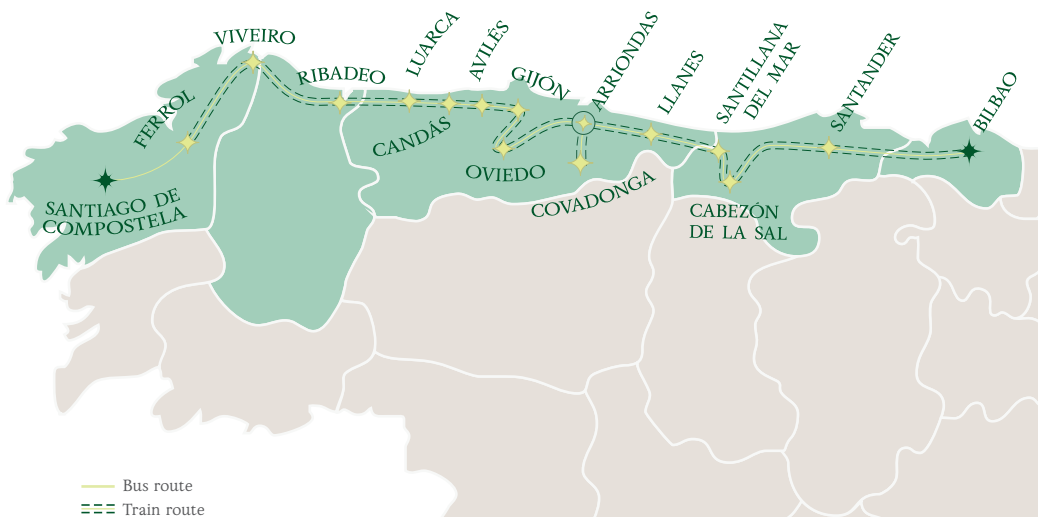 VIVEIRO
RIBADEO
LUARCA
AVILÉS
GIJÓN
ARRIONDAS
LLANES
SANTILLANA
DEL MAR
SANTANDER
BILBAO
FERROL
CANDÁS
OVIEDO
COVADONGA
SANTIAGO DE
COMPOSTELA
CABEZÓN
DE LA SAL
Bus route
Train route